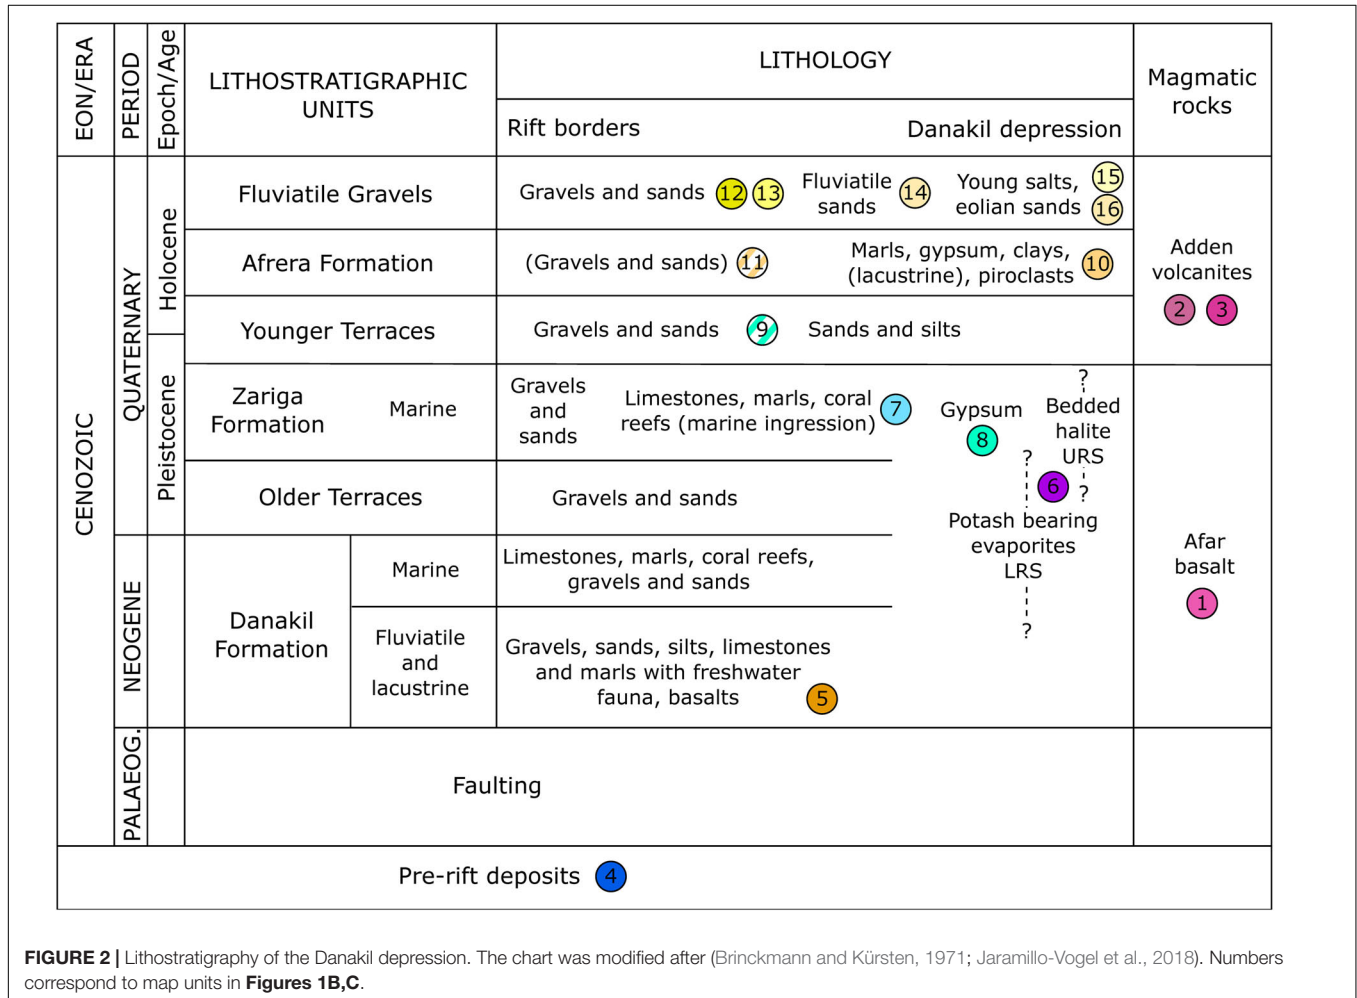 EON/ERA
PERIOD
Epoch/Age
LITHOSTRATIGRAPHIC
UNITS
LITHOLOGY
Rift borders
Danakil depression
Magmatic
rocks
CENOZOIC
QUATERNARY
NEOGENE
PALAEOG.
Holocene
Pleistocene
Fluviatile Gravels
Gravels and sands 12 13
Fluviatile
sands 14
Young salts,
eolian sands
15
16
Afrera Formation
(Gravels and sands) 11
Marls, gypsum, clays,
(lacustrine), piroclasts 10
Younger Terraces
Gravels and sands 9
Sands and silts
Adden
volcanites
2 3
Zariga
Formation
Marine
Gravels
and
sands
Limestones, marls, coral
reefs (marine ingression) 7
Gypsum
8
?
Bedded
halite
URS
?
Older Terraces
Gravels and sands
?
6
Potash bearing
evaporites
LRS
?
Danakil
Formation
Marine
Limestones, marls, coral reefs,
gravels and sands
Fluviatile
and
lacustrine
Gravels, sands, silts, limestones
and marls with freshwater
fauna, basalts 5
Afar
basalt
1
Faulting
Pre-rift deposits 4
FIGURE 2 | Lithostratigraphy of the Danakil depression. The chart was modified after (Brinckmann and Kürsten, 1971; Jaramillo-Vogel et al., 2018). Numbers
correspond to map units in Figures 1B,C.